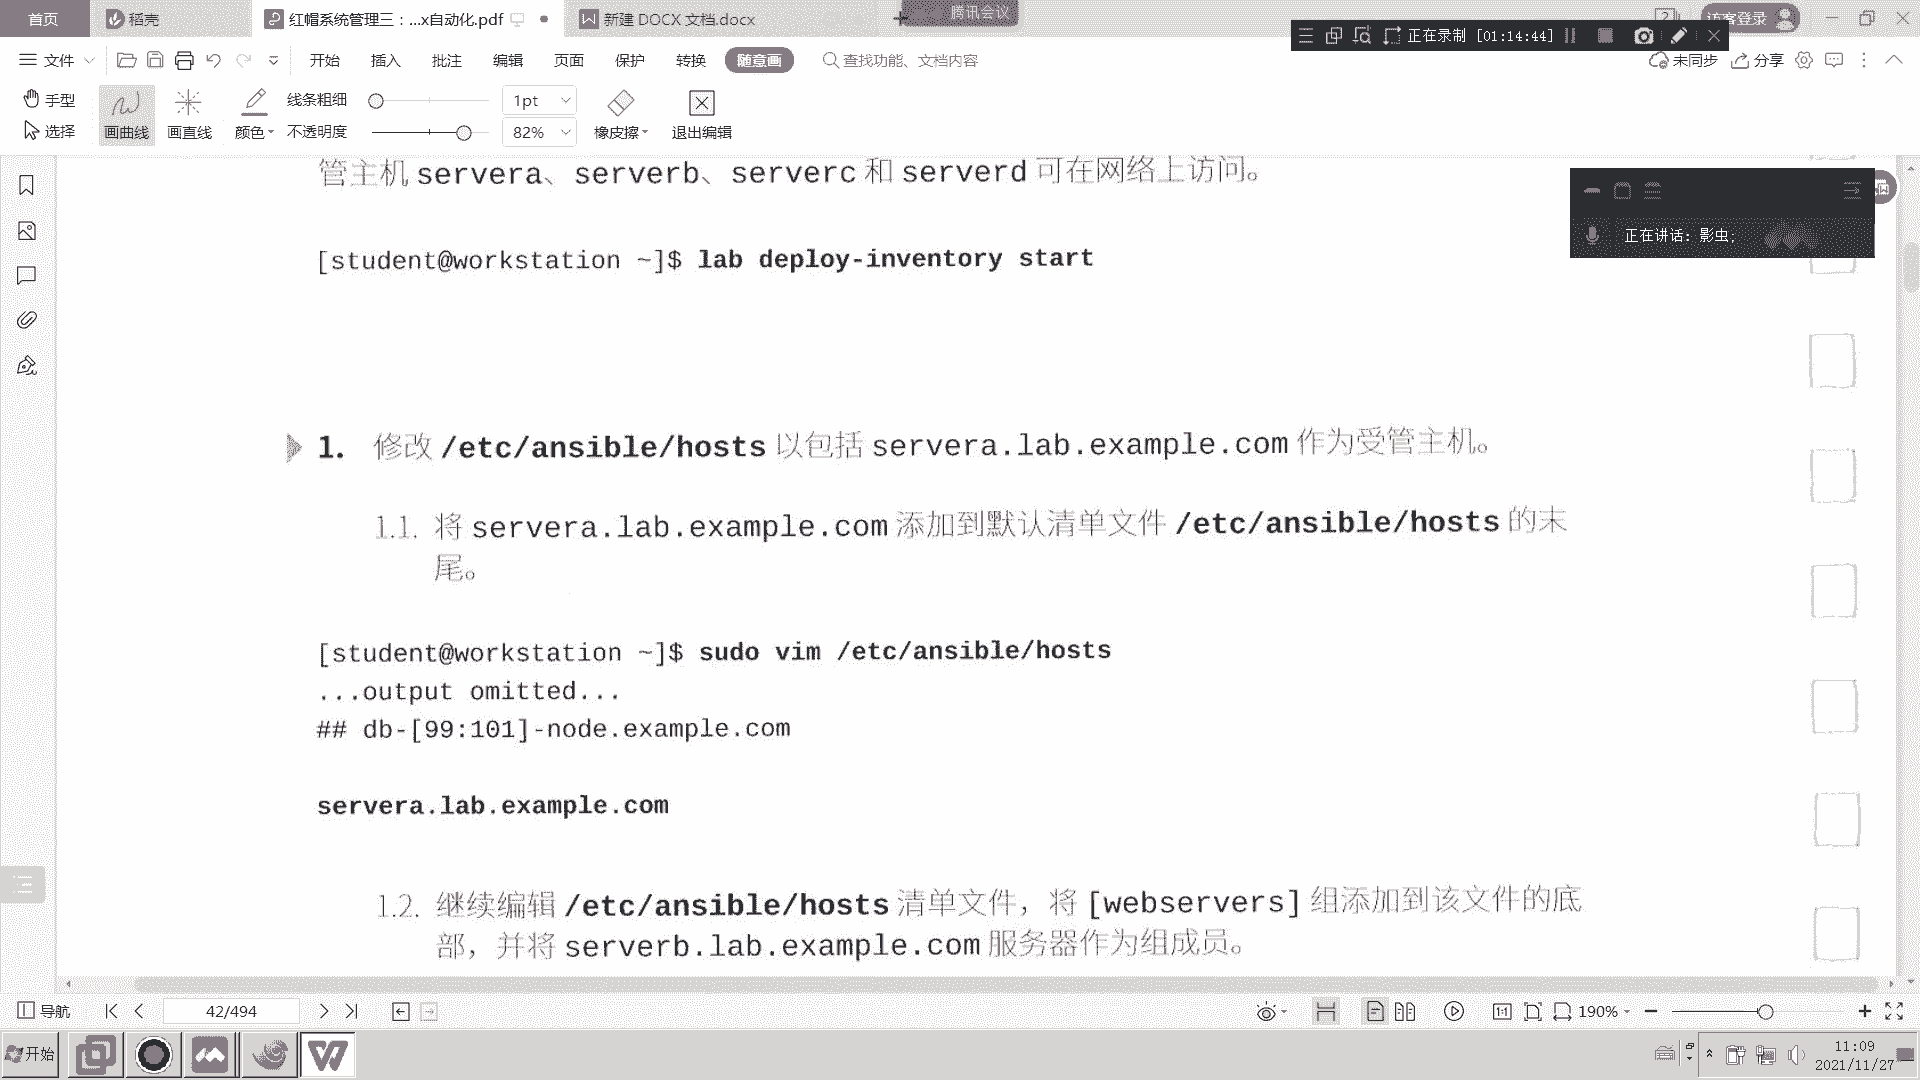 首页
稻壳
红帽系统管理三：...x自动化.pdf
新建 DOCX 文档.docx
腾讯会议
访客登录
正在录制 [01:14:44]
文件
开始
插入
批注
编辑
页面
保护
转换
随意画
查找功能、文档内容
未同步
分享
手型
选择
画曲线
画直线
颜色
线条粗细
1pt
不透明度
82%
橡皮擦
退出编辑
正在讲话：影虫;
管主机 servera、serverb、serverc 和 serverd 可在网络上访问。
[student@workstation ~]$ lab deploy-inventory start
1. 修改 /etc/ansible/hosts 以包括 servera.lab.example.com 作为受管主机。
1.1. 将 servera.lab.example.com 添加到默认清单文件 /etc/ansible/hosts 的末
尾。
[student@workstation ~]$ sudo vim /etc/ansible/hosts
...output omitted...
## db-[99:101]-node.example.com
servera.lab.example.com
1.2. 继续编辑 /etc/ansible/hosts 清单文件，将 [webservers] 组添加到该文件的底
部，并将 serverb.lab.example.com 服务器作为组成员。
导航
42/494
1:1
190%
开始
11:09
2021/11/27